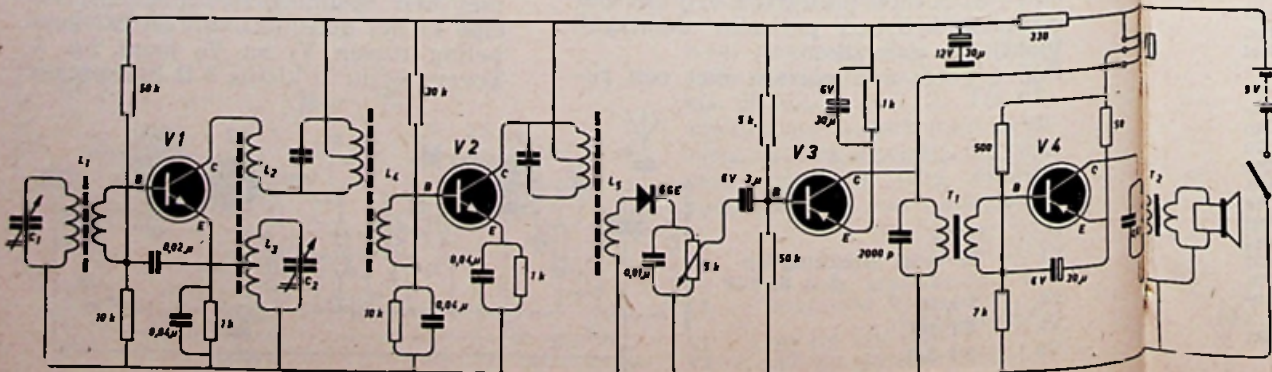 50k
V1
L1
C1
B
C
E
0,02µ
10k
0,04µ
1k
L2
L3
C2
30k
V2
L4
B
C
E
10k
0,04µ
0,04µ
1k
L5
GGE
0,01µ
5k
6V 3µ
5k
50k
V3
B
C
E
6V
30µ
1k
12V 30µ
330
2000p
T1
500
V4
B
C
E
50
6V 20µ
7k
T2
9V